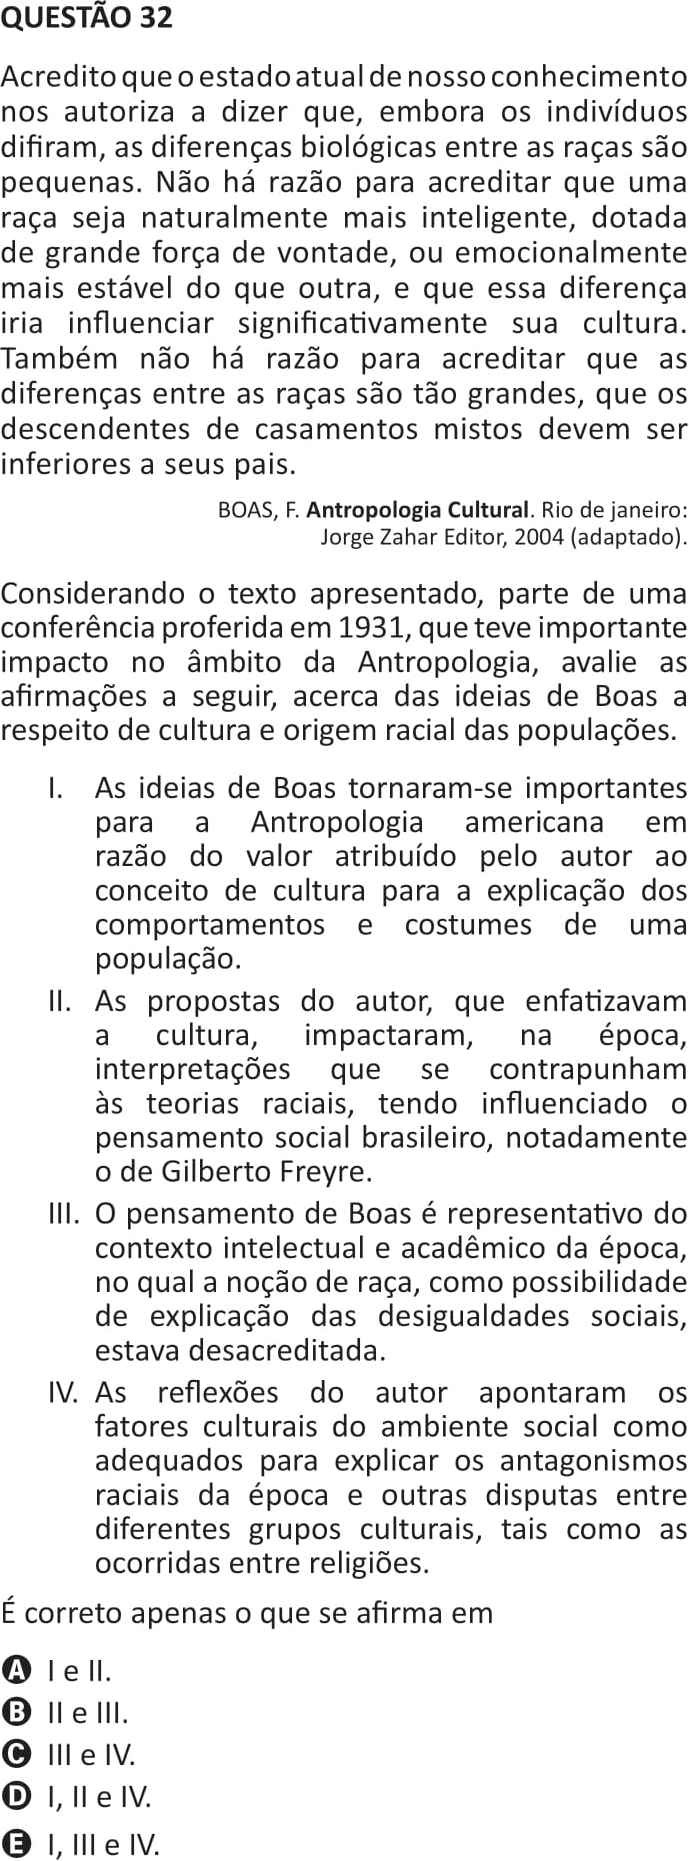 QUESTÃO 32
Acredito que o estado atual de nosso conhecimento
nos autoriza a dizer que, embora os indivíduos
difiram, as diferenças biológicas entre as raças são
pequenas. Não há razão para acreditar que uma
raça seja naturalmente mais inteligente, dotada
de grande força de vontade, ou emocionalmente
mais estável do que outra, e que essa diferença
iria influenciar significativamente sua cultura.
Também não há razão para acreditar que as
diferenças entre as raças são tão grandes, que os
descendentes de casamentos mistos devem ser
inferiores a seus pais.
BOAS, F. Antropologia Cultural. Rio de janeiro:
Jorge Zahar Editor, 2004 (adaptado).
Considerando o texto apresentado, parte de uma
conferência proferida em 1931, que teve importante
impacto no âmbito da Antropologia, avalie as
afirmações a seguir, acerca das ideias de Boas a
respeito de cultura e origem racial das populações.
I. As ideias de Boas tornaram-se importantes
para a Antropologia americana em
razão do valor atribuído pelo autor ao
conceito de cultura para a explicação dos
comportamentos e costumes de uma
população.
II. As propostas do autor, que enfatizavam
a cultura, impactaram, na época,
interpretações que se contrapunham
às teorias raciais, tendo influenciado o
pensamento social brasileiro, notadamente
o de Gilberto Freyre.
III. O pensamento de Boas é representativo do
contexto intelectual e acadêmico da época,
no qual a noção de raça, como possibilidade
de explicação das desigualdades sociais,
estava desacreditada.
IV. As reflexões do autor apontaram os
fatores culturais do ambiente social como
adequados para explicar os antagonismos
raciais da época e outras disputas entre
diferentes grupos culturais, tais como as
ocorridas entre religiões.
É correto apenas o que se afirma em
A I e II.
B II e III.
C III e IV.
D I, II e IV.
E I, III e IV.